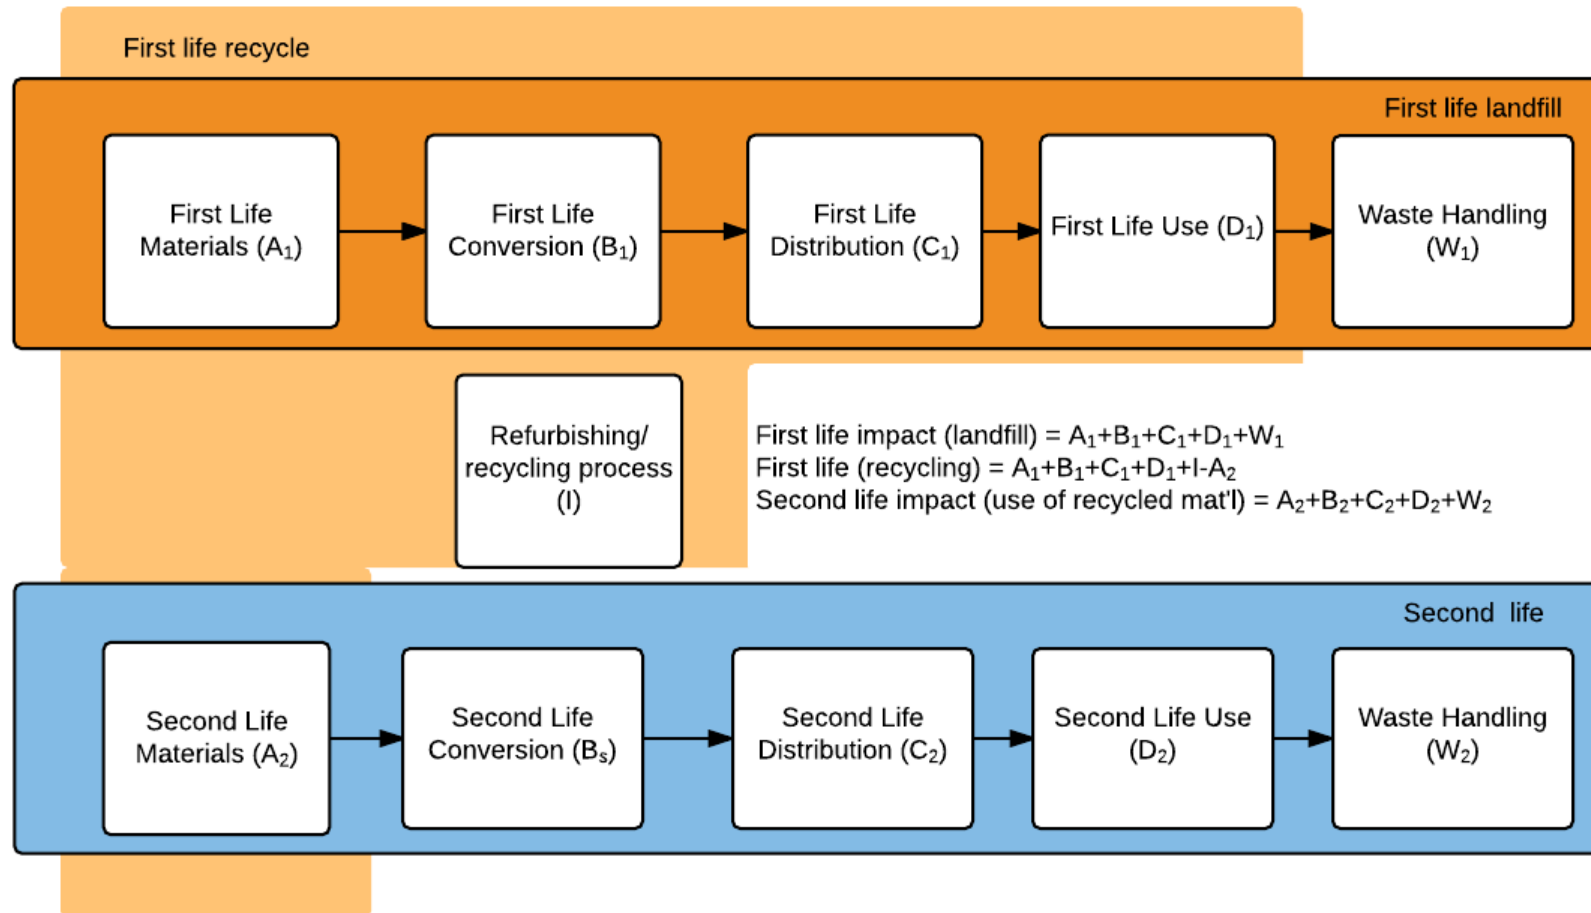 First life recycle
First life landfill
First Life
Materials (A₁)
First Life
Conversion (B₁)
First Life
Distribution (C₁)
First Life Use (D₁)
Waste Handling
(W₁)
Refurbishing/
recycling process
(I)
First life impact (landfill) = A₁+B₁+C₁+D₁+W₁
First life (recycling) = A₁+B₁+C₁+D₁+I-A₂
Second life impact (use of recycled mat'l) = A₂+B₂+C₂+D₂+W₂
Second life
Second Life
Materials (A₂)
Second Life
Conversion (Bₛ)
Second Life
Distribution (C₂)
Second Life Use
(D₂)
Waste Handling
(W₂)